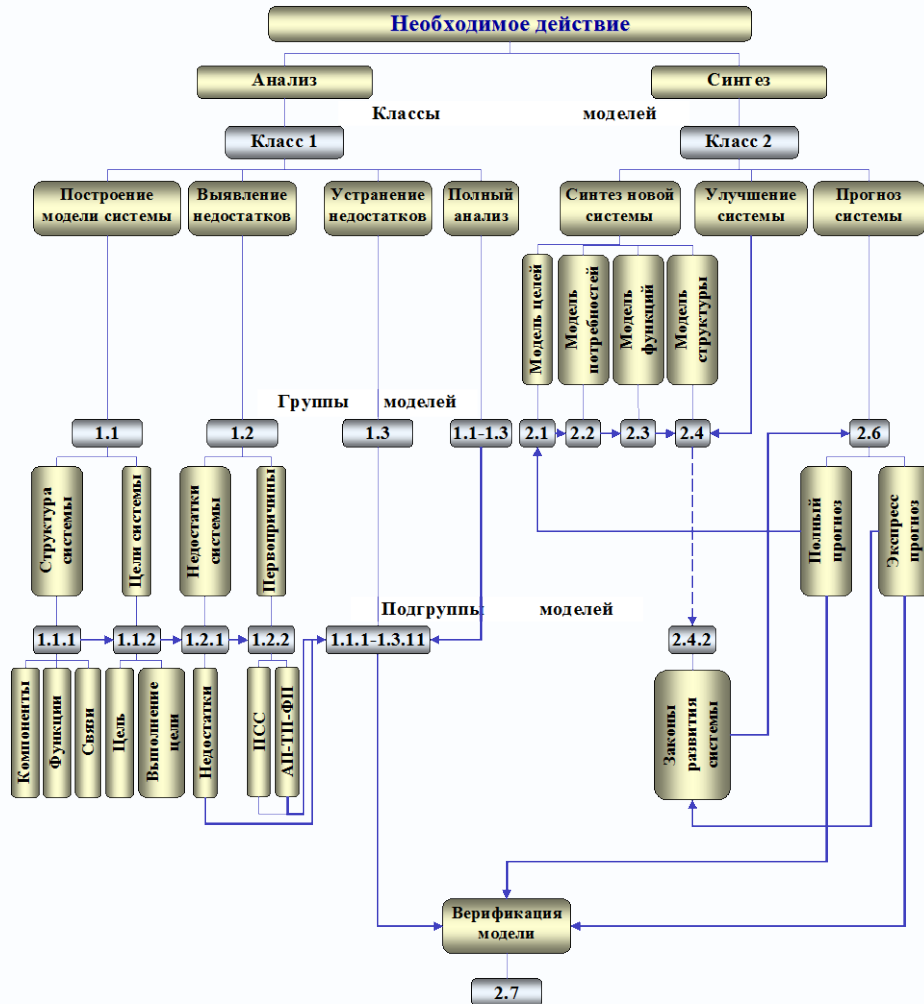 Необходимое действие
Анализ
Синтез
Классы моделей
Класс 1
Класс 2
Построение
модели системы
Выявление
недостатков
Устранение
недостатков
Полный
анализ
Синтез новой
системы
Улучшение
системы
Прогноз
системы
Модель целей
Модель
потребностей
Модель
функций
Модель
структуры
Группы моделей
1.1
1.2
1.3
1.1-1.3
2.1
2.2
2.3
2.4
2.6
Структура
системы
Цели системы
Недостатки
системы
Первопричины
Полный
прогноз
Экспресс
прогноз
Подгруппы моделей
1.1.1
1.1.2
1.2.1
1.2.2
1.1.1-1.3.11
2.4.2
Компоненты
Функции
Связи
Цель
Выполнение
цели
Недостатки
ПСС
АП-ТП-ФП
Законы
развития
системы
Верификация
модели
2.7